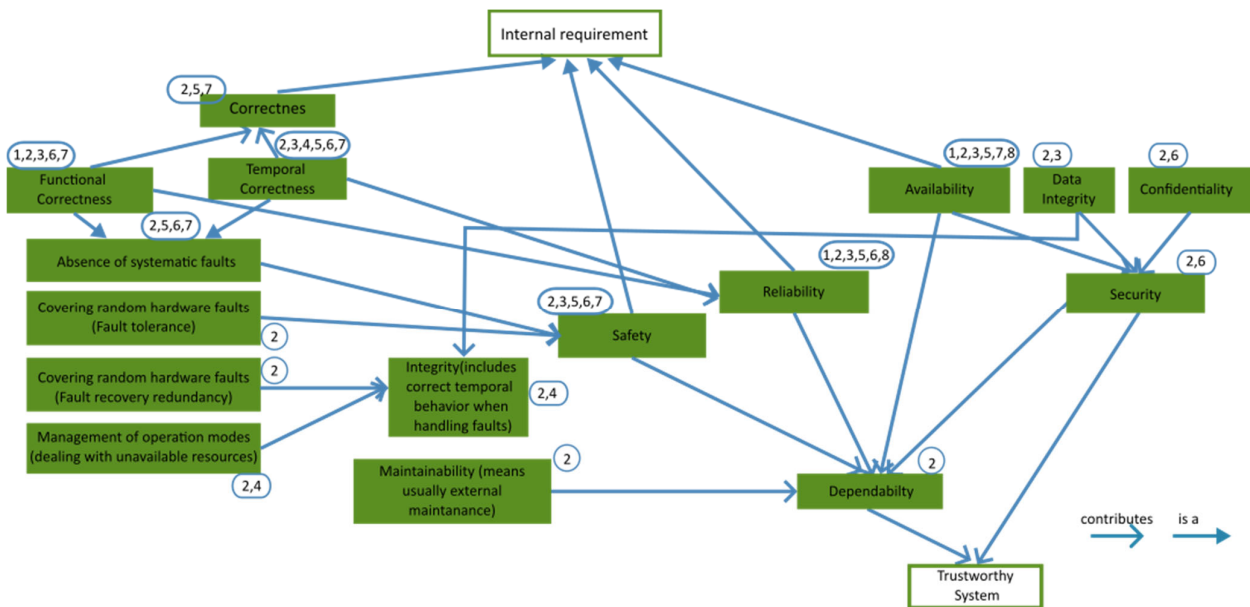 Internal requirement
2,5,7
Correctnes
1,2,3,6,7
2,3,4,5,6,7
1,2,3,5,7,8
2,3
2,6
Functional
Correctness
Temporal
Correctness
Availability
Data
Integrity
Confidentiality
2,5,6,7
Absence of systematic faults
1,2,3,5,6,8
2,6
Reliability
Security
Covering random hardware faults
(Fault tolerance)
2
2,3,5,6,7
Safety
2
Covering random hardware faults
(Fault recovery redundancy)
Integrity(includes
correct temporal
behavior when
handling faults)
2,4
Management of operation modes
(dealing with unavailable resources)
2,4
Maintainability (means
usually external
maintanance)
2
2
Dependabilty
contributes
is a
Trustworthy
System